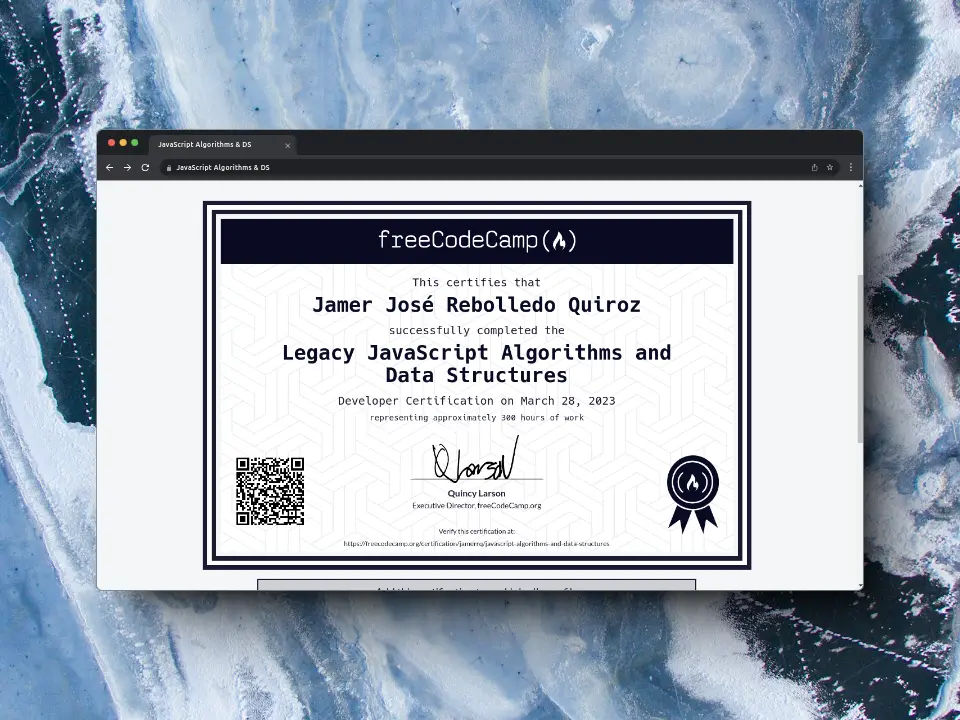 JavaScript Algorithms & DS
JavaScript Algorithms & DS
freeCodeCamp
This certifies that
Jamer José Rebolledo Quiroz
successfully completed the
Legacy JavaScript Algorithms and
Data Structures
Developer Certification on March 28, 2023
representing approximately 300 hours of work
Quincy Larson
Executive Director, freeCodeCamp.org
Verify this certification at:
https://freecodecamp.org/certification/jamerrq/javascript-algorithms-and-data-structures